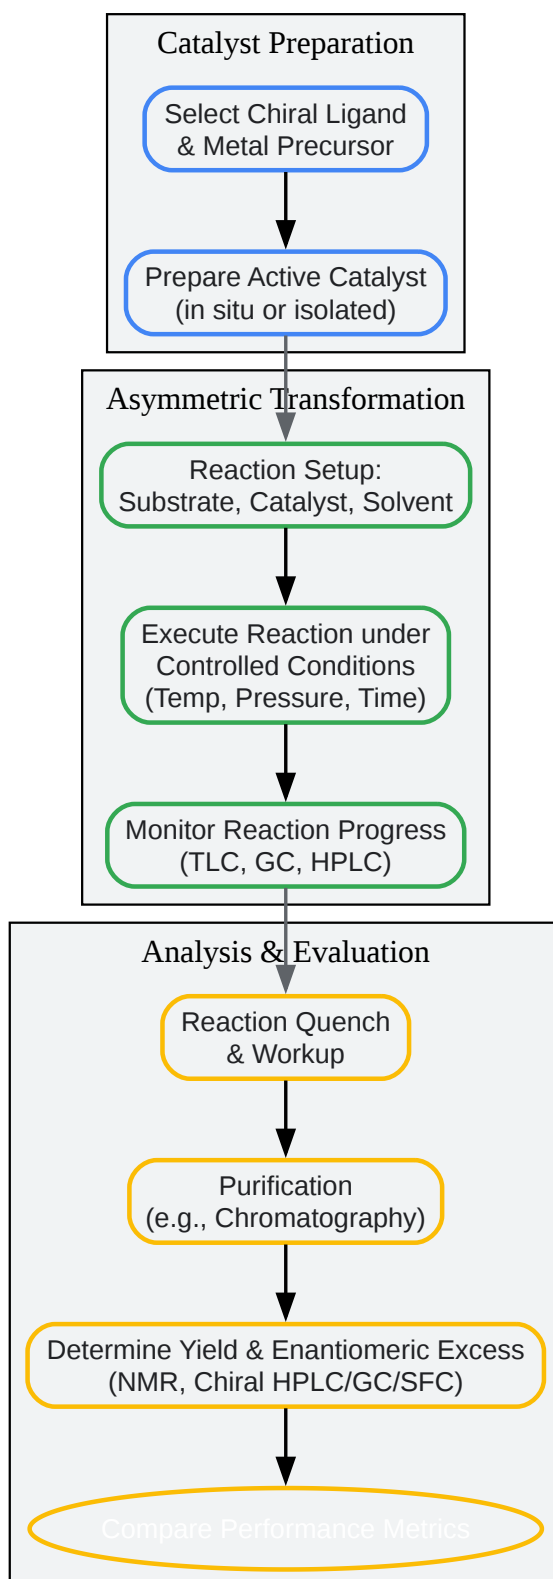 Catalyst Preparation
Select Chiral Ligand
& Metal Precursor
Prepare Active Catalyst
(in situ or isolated)
Asymmetric Transformation
Reaction Setup:
Substrate, Catalyst, Solvent
Execute Reaction under
Controlled Conditions
(Temp, Pressure, Time)
Monitor Reaction Progress
(TLC, GC, HPLC)
Analysis & Evaluation
Reaction Quench
& Workup
Purification
(e.g., Chromatography)
Determine Yield & Enantiomeric Excess
(NMR, Chiral HPLC/GC/SFC)
Compare Performance Metrics